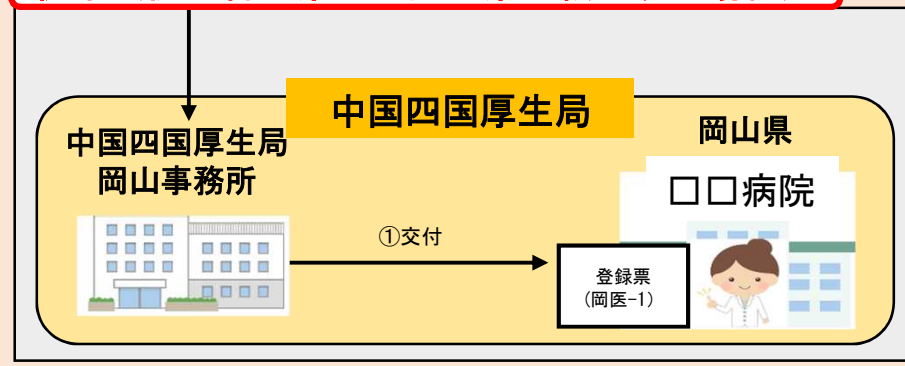 中国四国厚生局
中国四国厚生局
岡山事務所
岡山県
□□病院
①交付
登録票
(岡医-1)